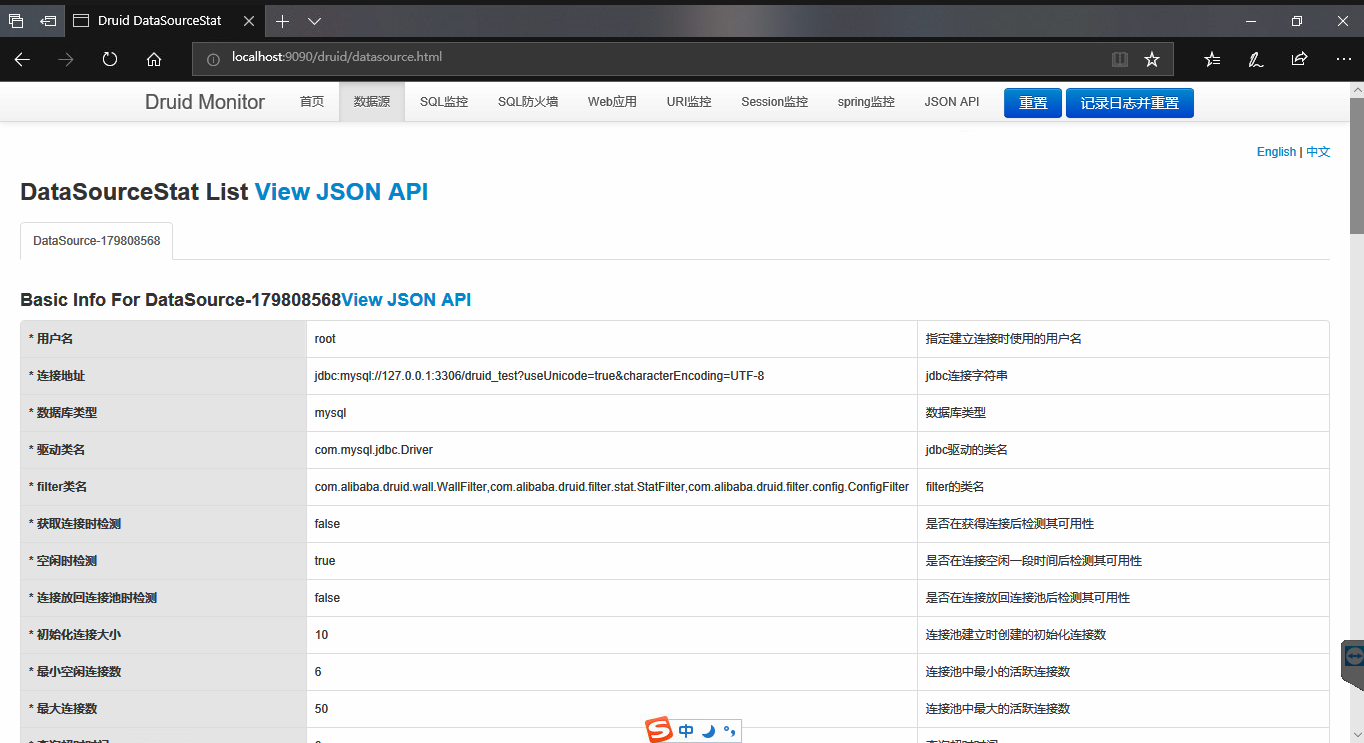 Druid DataSourceStat
localhost:9090/druid/datasource.html
Druid Monitor 首页 数据源 SQL监控 SQL防火墙 Web应用 URI监控 Session监控 spring监控 JSON API 重置 记录日志并重置
English | 中文
DataSourceStat List View JSON API
DataSource-179808568
Basic Info For DataSource-179808568View JSON API
* 用户名 root 指定建立连接时使用的用户名
* 连接地址 jdbc:mysql://127.0.0.1:3306/druid_test?useUnicode=true&characterEncoding=UTF-8 jdbc连接字符串
* 数据库类型 mysql 数据库类型
* 驱动类名 com.mysql.jdbc.Driver jdbc驱动的类名
* filter类名 com.alibaba.druid.wall.WallFilter,com.alibaba.druid.filter.stat.StatFilter,com.alibaba.druid.filter.config.ConfigFilter filter的类名
* 获取连接时检测 false 是否在获得连接后检测其可用性
* 空闲时检测 true 是否在连接空闲一段时间后检测其可用性
* 连接放回连接池时检测 false 是否在连接放回连接池后检测其可用性
* 初始化连接大小 10 连接池建立时创建的初始化连接数
* 最小空闲连接数 6 连接池中最小的活跃连接数
* 最大连接数 50 连接池中最大的活跃连接数
中